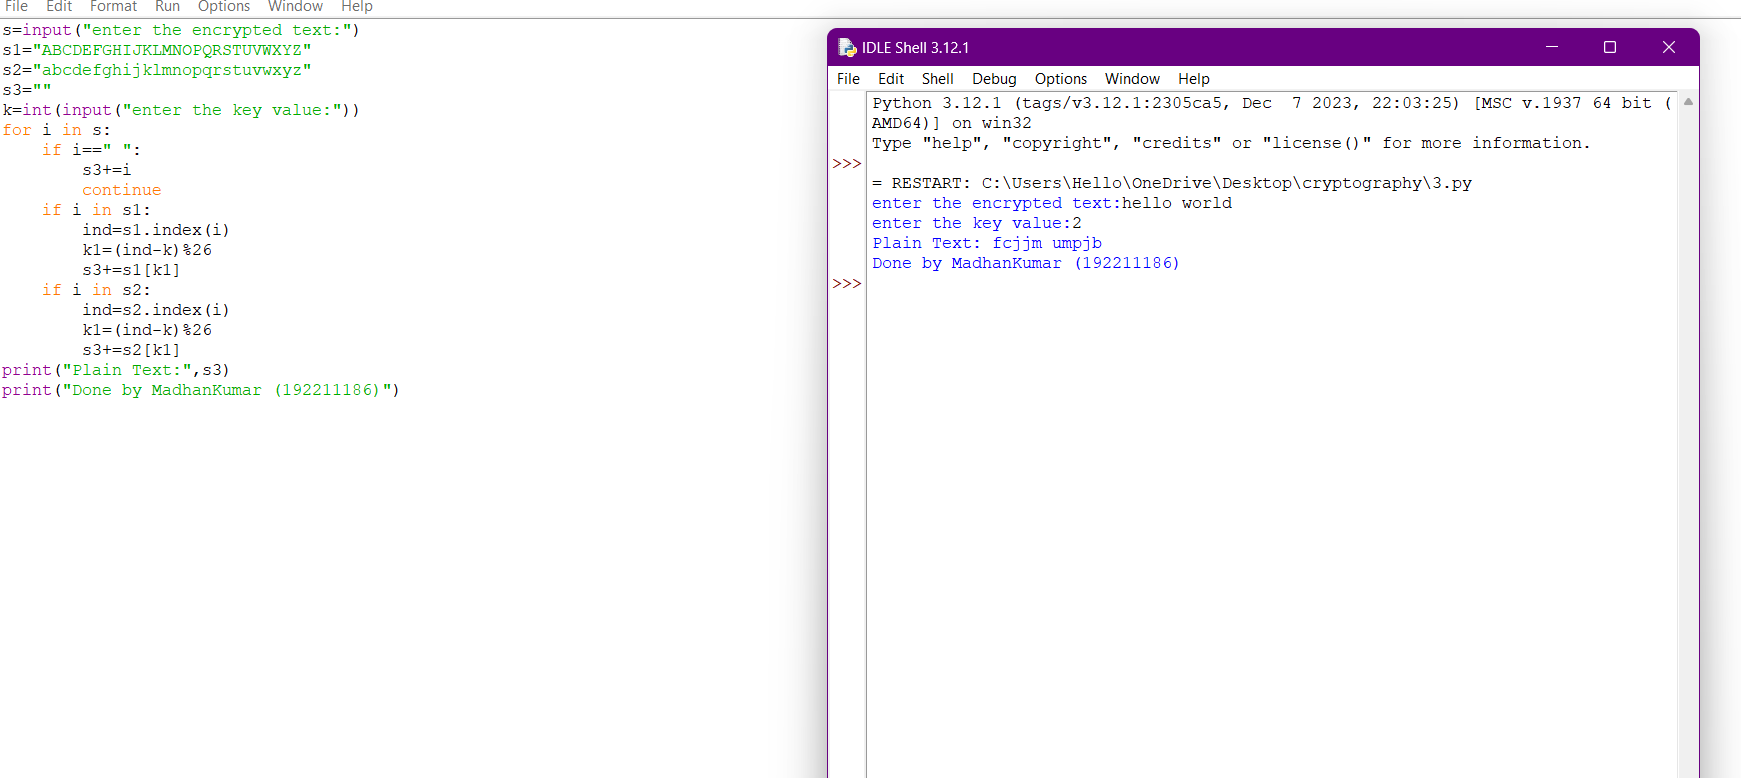 File Edit Format Run Options Window Help
s=input("enter the encrypted text:")
s1="ABCDEFGHIJKLMNOPQRSTUVWXYZ"
s2="abcdefghijklmnopqrstuvwxyz"
s3=""
k=int(input("enter the key value:"))
for i in s:
    if i==" ":
        s3+=i
        continue
    if i in s1:
        ind=s1.index(i)
        k1=(ind-k)%26
        s3+=s1[k1]
    if i in s2:
        ind=s2.index(i)
        k1=(ind-k)%26
        s3+=s2[k1]
print("Plain Text:",s3)
print("Done by MadhanKumar (192211186)")
IDLE Shell 3.12.1
File Edit Shell Debug Options Window Help
Python 3.12.1 (tags/v3.12.1:2305ca5, Dec  7 2023, 22:03:25) [MSC v.1937 64 bit (
AMD64)] on win32
Type "help", "copyright", "credits" or "license()" for more information.
>>>
= RESTART: C:\Users\Hello\OneDrive\Desktop\cryptography\3.py
enter the encrypted text:hello world
enter the key value:2
Plain Text: fcjjm umpjb
Done by MadhanKumar (192211186)
>>>